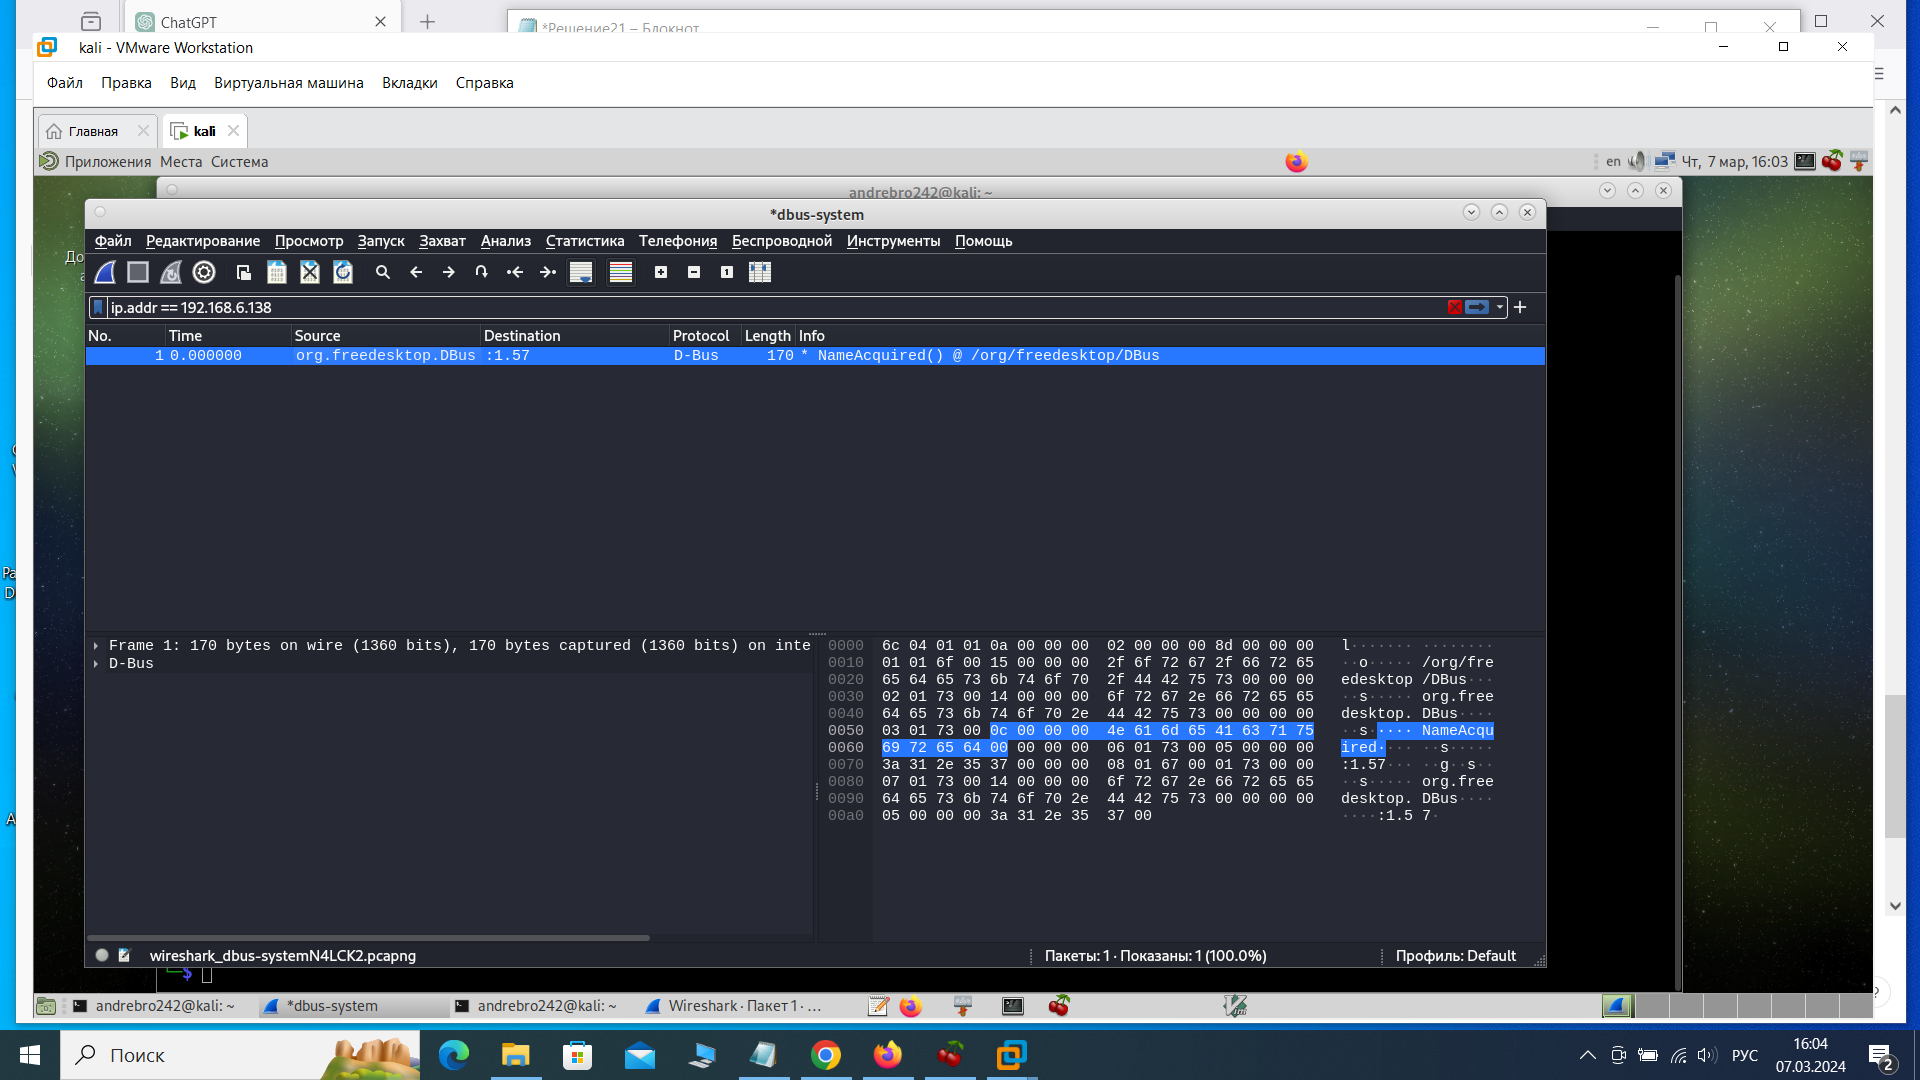 ChatGPT
*Решение21 – Блокнот
kali - VMware Workstation
Файл Правка Вид Виртуальная машина Вкладки Справка
Главная
kali
Приложения Места Система
en
Чт, 7 мар, 16:03
andrebro242@kali: ~
*dbus-system
Файл Редактирование Просмотр Запуск Захват Анализ Статистика Телефония Беспроводной Инструменты Помощь
ip.addr == 192.168.6.138
No. Time Source Destination Protocol Length Info
1 0.000000 org.freedesktop.DBus :1.57 D-Bus 170 * NameAcquired() @ /org/freedesktop/DBus
Frame 1: 170 bytes on wire (1360 bits), 170 bytes captured (1360 bits) on inte
D-Bus
0000 6c 04 01 01 0a 00 00 00 02 00 00 00 8d 00 00 00 l······· ········
0010 01 01 6f 00 15 00 00 00 2f 6f 72 67 2f 66 72 65 ··o····· /org/fre
0020 65 64 65 73 6b 74 6f 70 2f 44 42 75 73 00 00 00 edesktop /DBus···
0030 02 01 73 00 14 00 00 00 6f 72 67 2e 66 72 65 65 ··s····· org.free
0040 64 65 73 6b 74 6f 70 2e 44 42 75 73 00 00 00 00 desktop. DBus····
0050 03 01 73 00 0c 00 00 00 4e 61 6d 65 41 63 71 75 ··s····· NameAcqu
0060 69 72 65 64 00 00 00 00 06 01 73 00 05 00 00 00 ired···· ··s·····
0070 3a 31 2e 35 37 00 00 00 08 01 67 00 01 73 00 00 :1.57··· ··g··s··
0080 07 01 73 00 14 00 00 00 6f 72 67 2e 66 72 65 65 ··s····· org.free
0090 64 65 73 6b 74 6f 70 2e 44 42 75 73 00 00 00 00 desktop. DBus····
00a0 05 00 00 00 3a 31 2e 35 37 00 ····:1.5 7·
wireshark_dbus-systemN4LCK2.pcapng
Пакеты: 1 · Показаны: 1 (100.0%)
Профиль: Default
$
andrebro242@kali: ~
*dbus-system
andrebro242@kali: ~
Wireshark · Пакет 1 · …
Поиск
РУС
16:04
07.03.2024
2